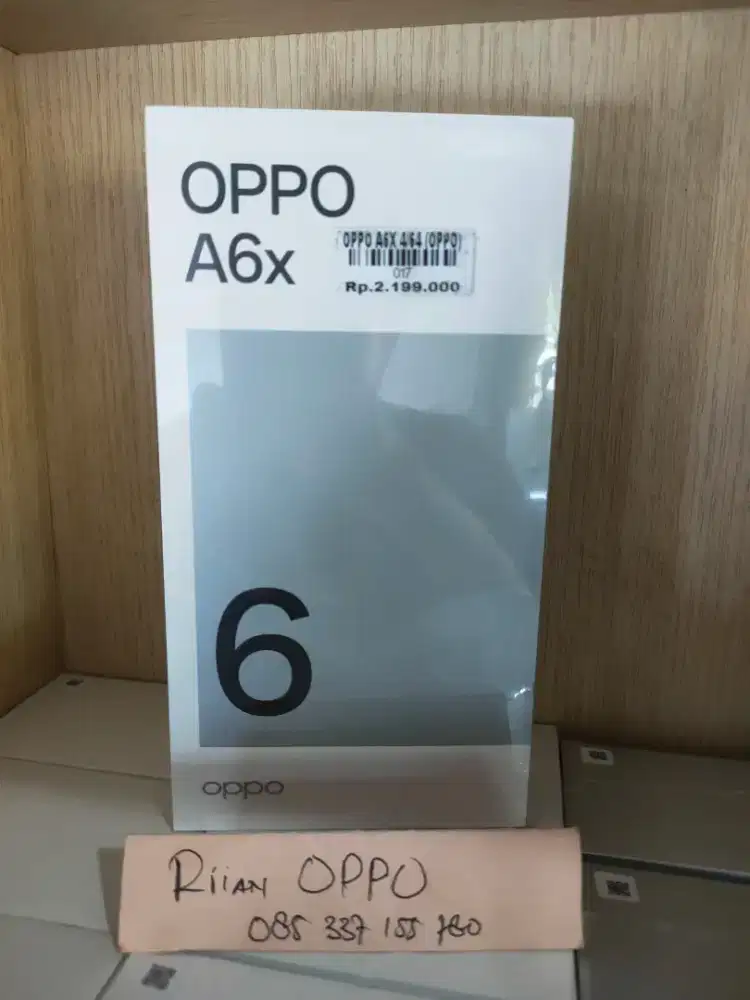 OPPO
A6x
OPPO A6X 4/64 (OPPO)
017
Rp.2.199.000
6
oppo
Riian OPPO
085 337 155 780